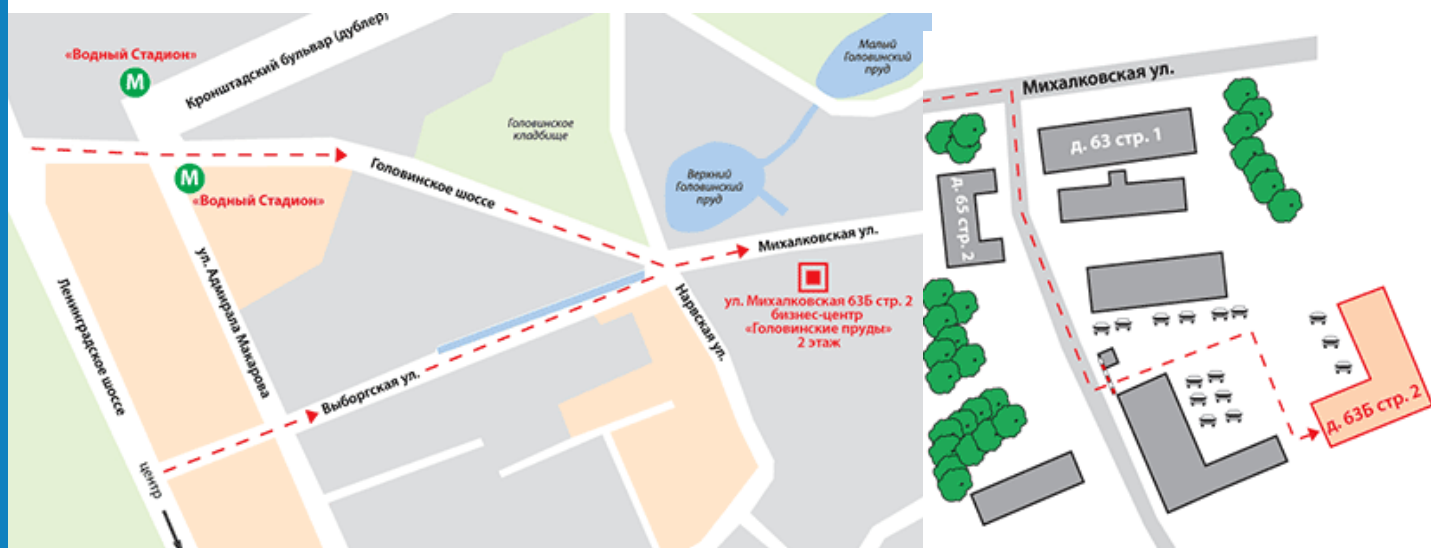 «Водный Стадион»
М
Кронштадский бульвар (дублер)
Малый
Головинский
пруд
Головинское
кладбище
М
«Водный Стадион»
Головинское шоссе
Верхний
Головинский
пруд
Михалковская ул.
ул. Михалковская 63Б стр. 2
бизнес-центр
«Головинские пруды»
2 этаж
Ленинградское шоссе
ул. Адмирала Макарова
Нарвская ул.
Выборгская ул.
центр
Михалковская ул.
д. 63 стр. 1
д. 65 стр. 2
д. 63Б стр. 2